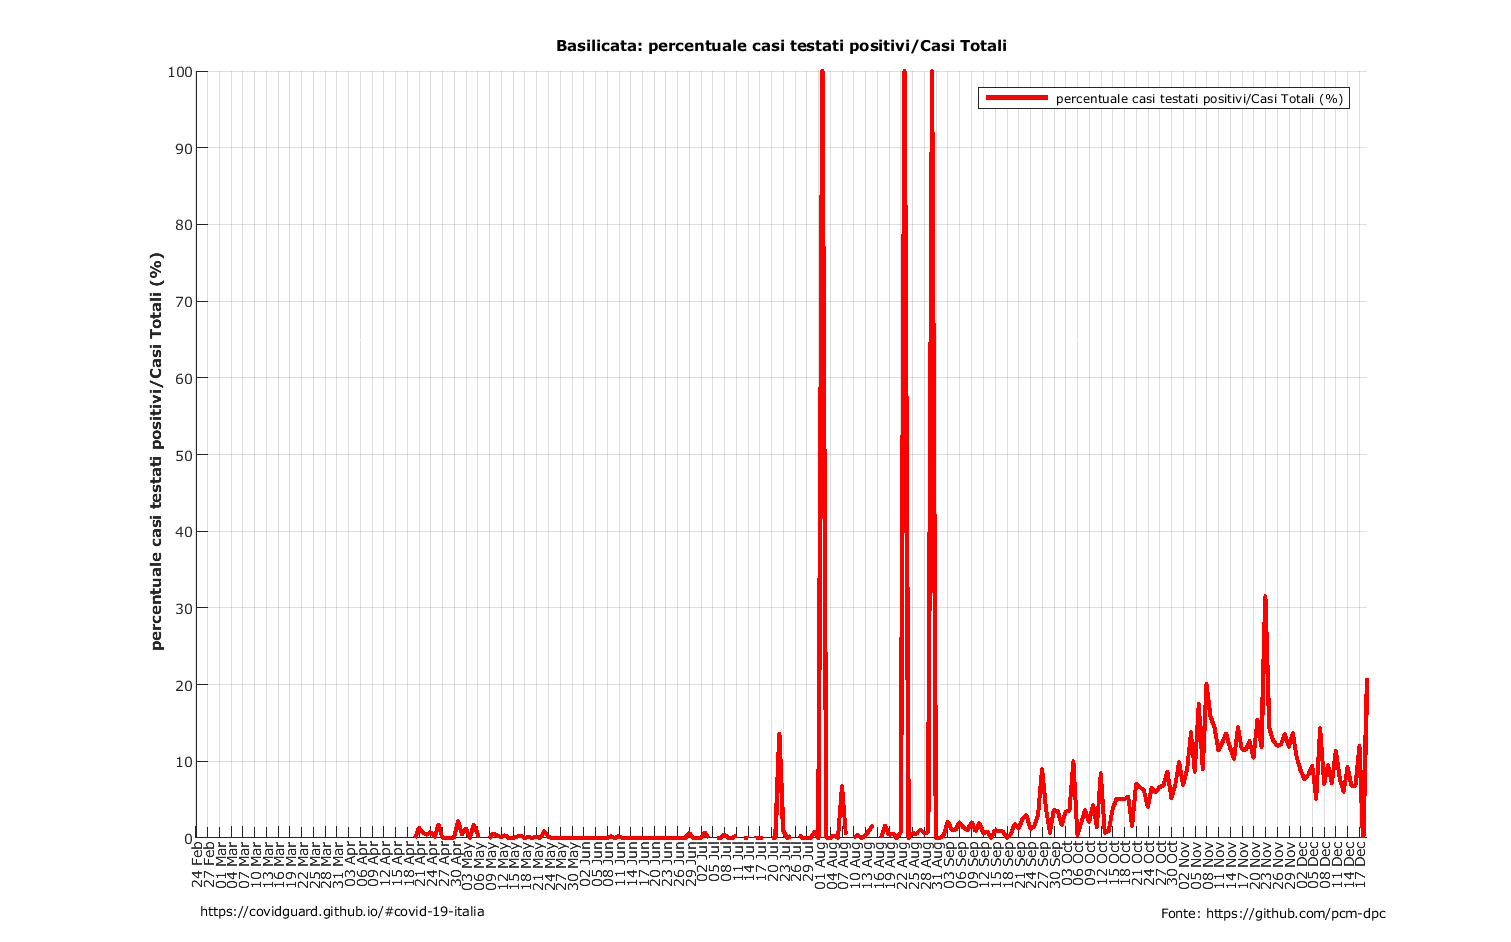 Basilicata: percentuale casi testati positivi/Casi Totali
percentuale casi testati positivi/Casi Totali (%)
percentuale casi testati positivi/Casi Totali (%)
100
90
80
70
60
50
40
30
20
10
0
24 Feb
27 Feb
01 Mar
04 Mar
07 Mar
10 Mar
13 Mar
16 Mar
19 Mar
22 Mar
25 Mar
28 Mar
31 Mar
03 Apr
06 Apr
09 Apr
12 Apr
15 Apr
18 Apr
21 Apr
24 Apr
27 Apr
30 Apr
03 May
06 May
09 May
12 May
15 May
18 May
21 May
24 May
27 May
30 May
02 Jun
05 Jun
08 Jun
11 Jun
14 Jun
17 Jun
20 Jun
23 Jun
26 Jun
29 Jun
02 Jul
05 Jul
08 Jul
11 Jul
14 Jul
17 Jul
20 Jul
23 Jul
26 Jul
29 Jul
01 Aug
04 Aug
07 Aug
10 Aug
13 Aug
16 Aug
19 Aug
22 Aug
25 Aug
28 Aug
31 Aug
03 Sep
06 Sep
09 Sep
12 Sep
15 Sep
18 Sep
21 Sep
24 Sep
27 Sep
30 Sep
03 Oct
06 Oct
09 Oct
12 Oct
15 Oct
18 Oct
21 Oct
24 Oct
27 Oct
30 Oct
02 Nov
05 Nov
08 Nov
11 Nov
14 Nov
17 Nov
20 Nov
23 Nov
26 Nov
29 Nov
02 Dec
05 Dec
08 Dec
11 Dec
14 Dec
17 Dec
https://covidguard.github.io/#covid-19-italia
Fonte: https://github.com/pcm-dpc